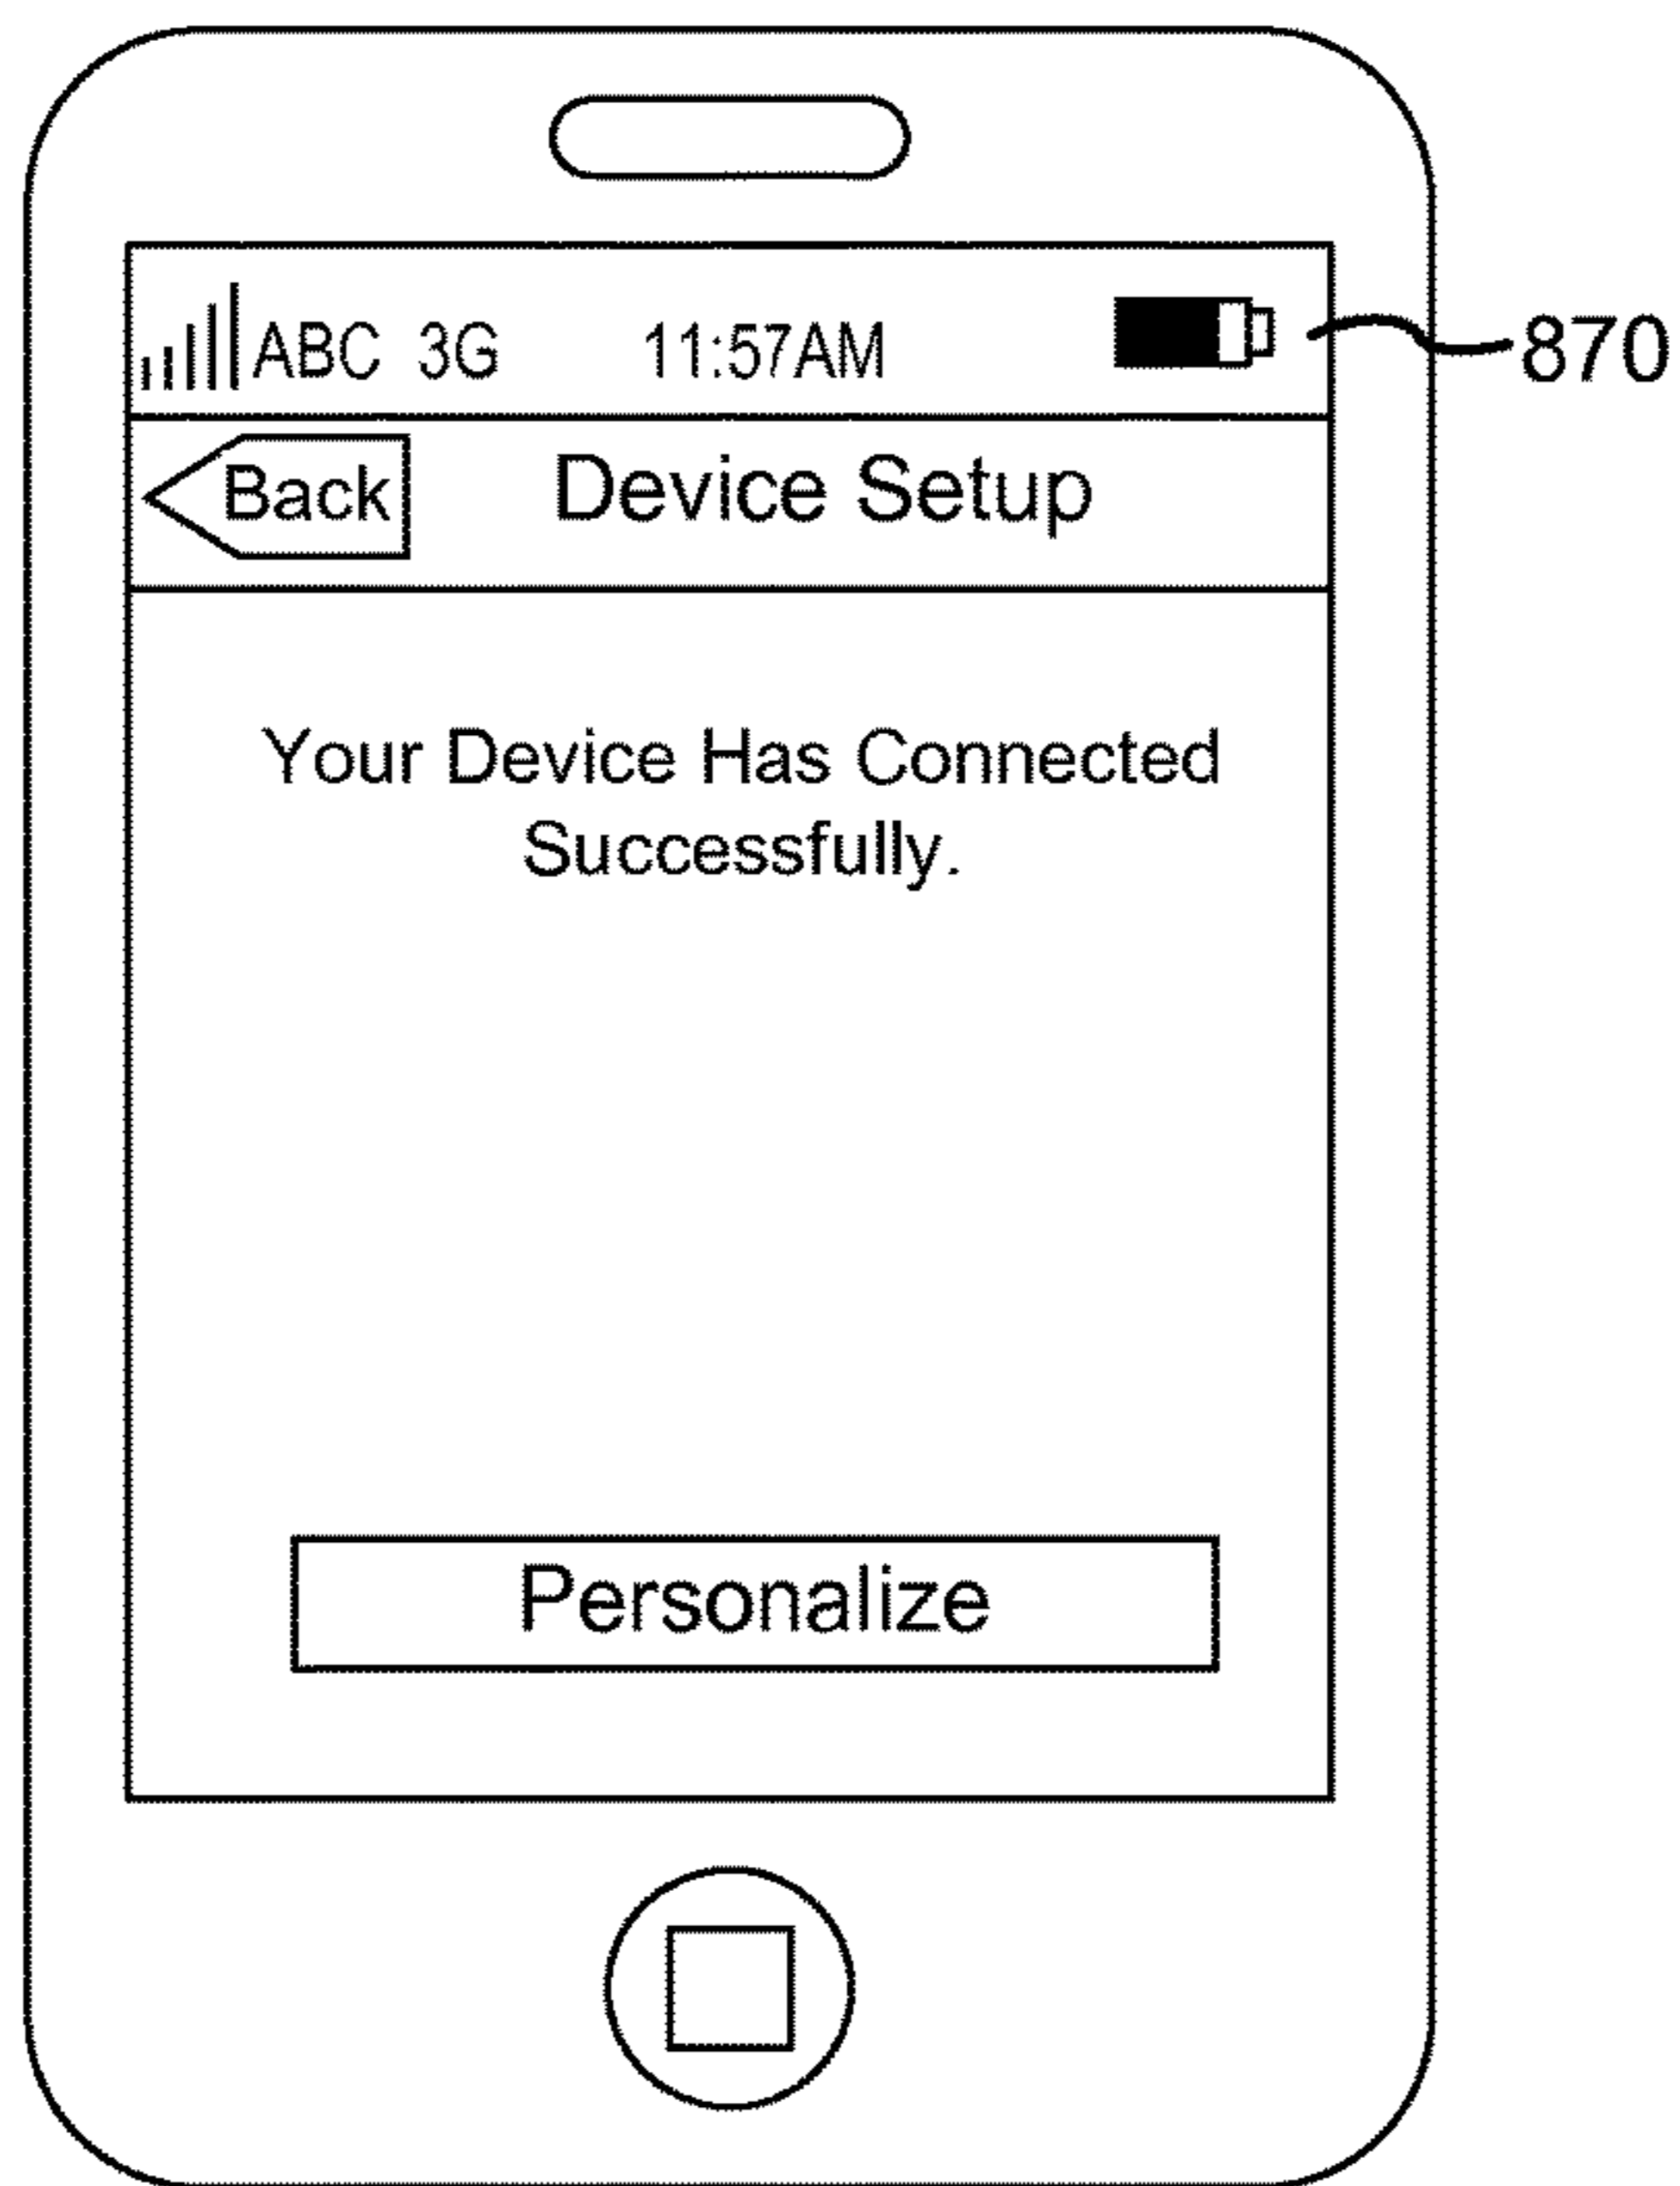 ABC 3G 11:57AM
870
Back Device Setup
Your Device Has Connected
Successfully.
Personalize